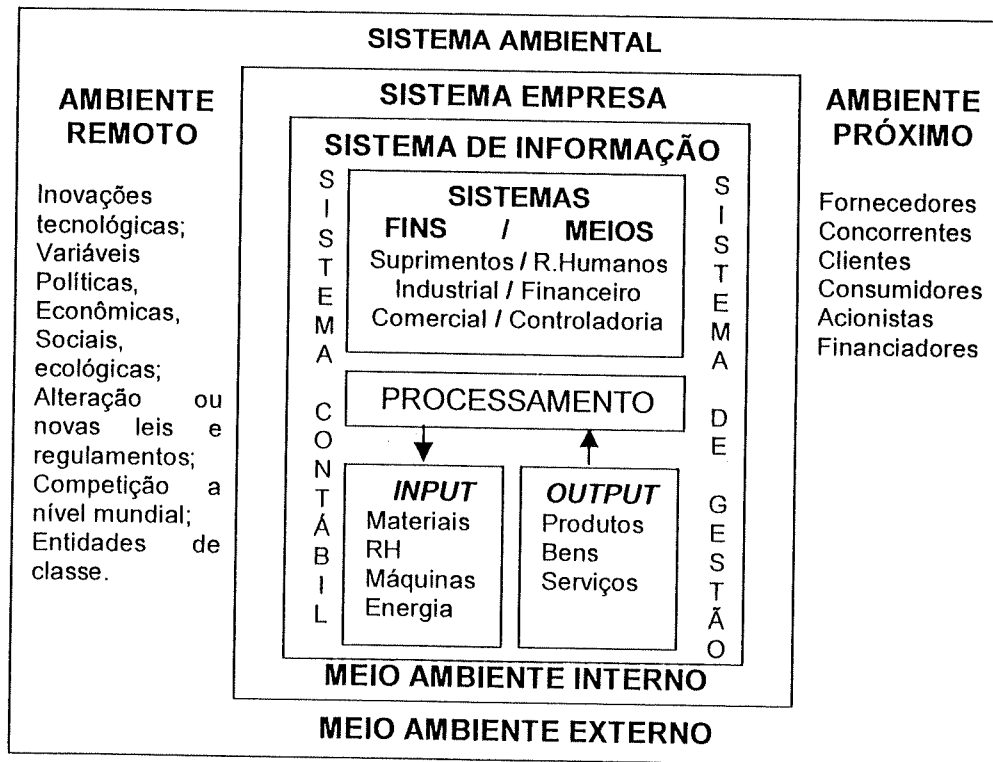 SISTEMA AMBIENTAL
AMBIENTE
REMOTO
Inovações
tecnológicas;
Variáveis
Políticas,
Econômicas,
Sociais,
ecológicas;
Alteração ou
novas leis e
regulamentos;
Competição a
nível mundial;
Entidades de
classe.
SISTEMA EMPRESA
SISTEMA DE INFORMAÇÃO
SISTEMA CONTÁBIL
SISTEMAS
FINS / MEIOS
Suprimentos / R.Humanos
Industrial / Financeiro
Comercial / Controladoria
PROCESSAMENTO
INPUT
Materiais
RH
Máquinas
Energia
OUTPUT
Produtos
Bens
Serviços
SISTEMA DE GESTÃO
MEIO AMBIENTE INTERNO
MEIO AMBIENTE EXTERNO
AMBIENTE
PRÓXIMO
Fornecedores
Concorrentes
Clientes
Consumidores
Acionistas
Financiadores